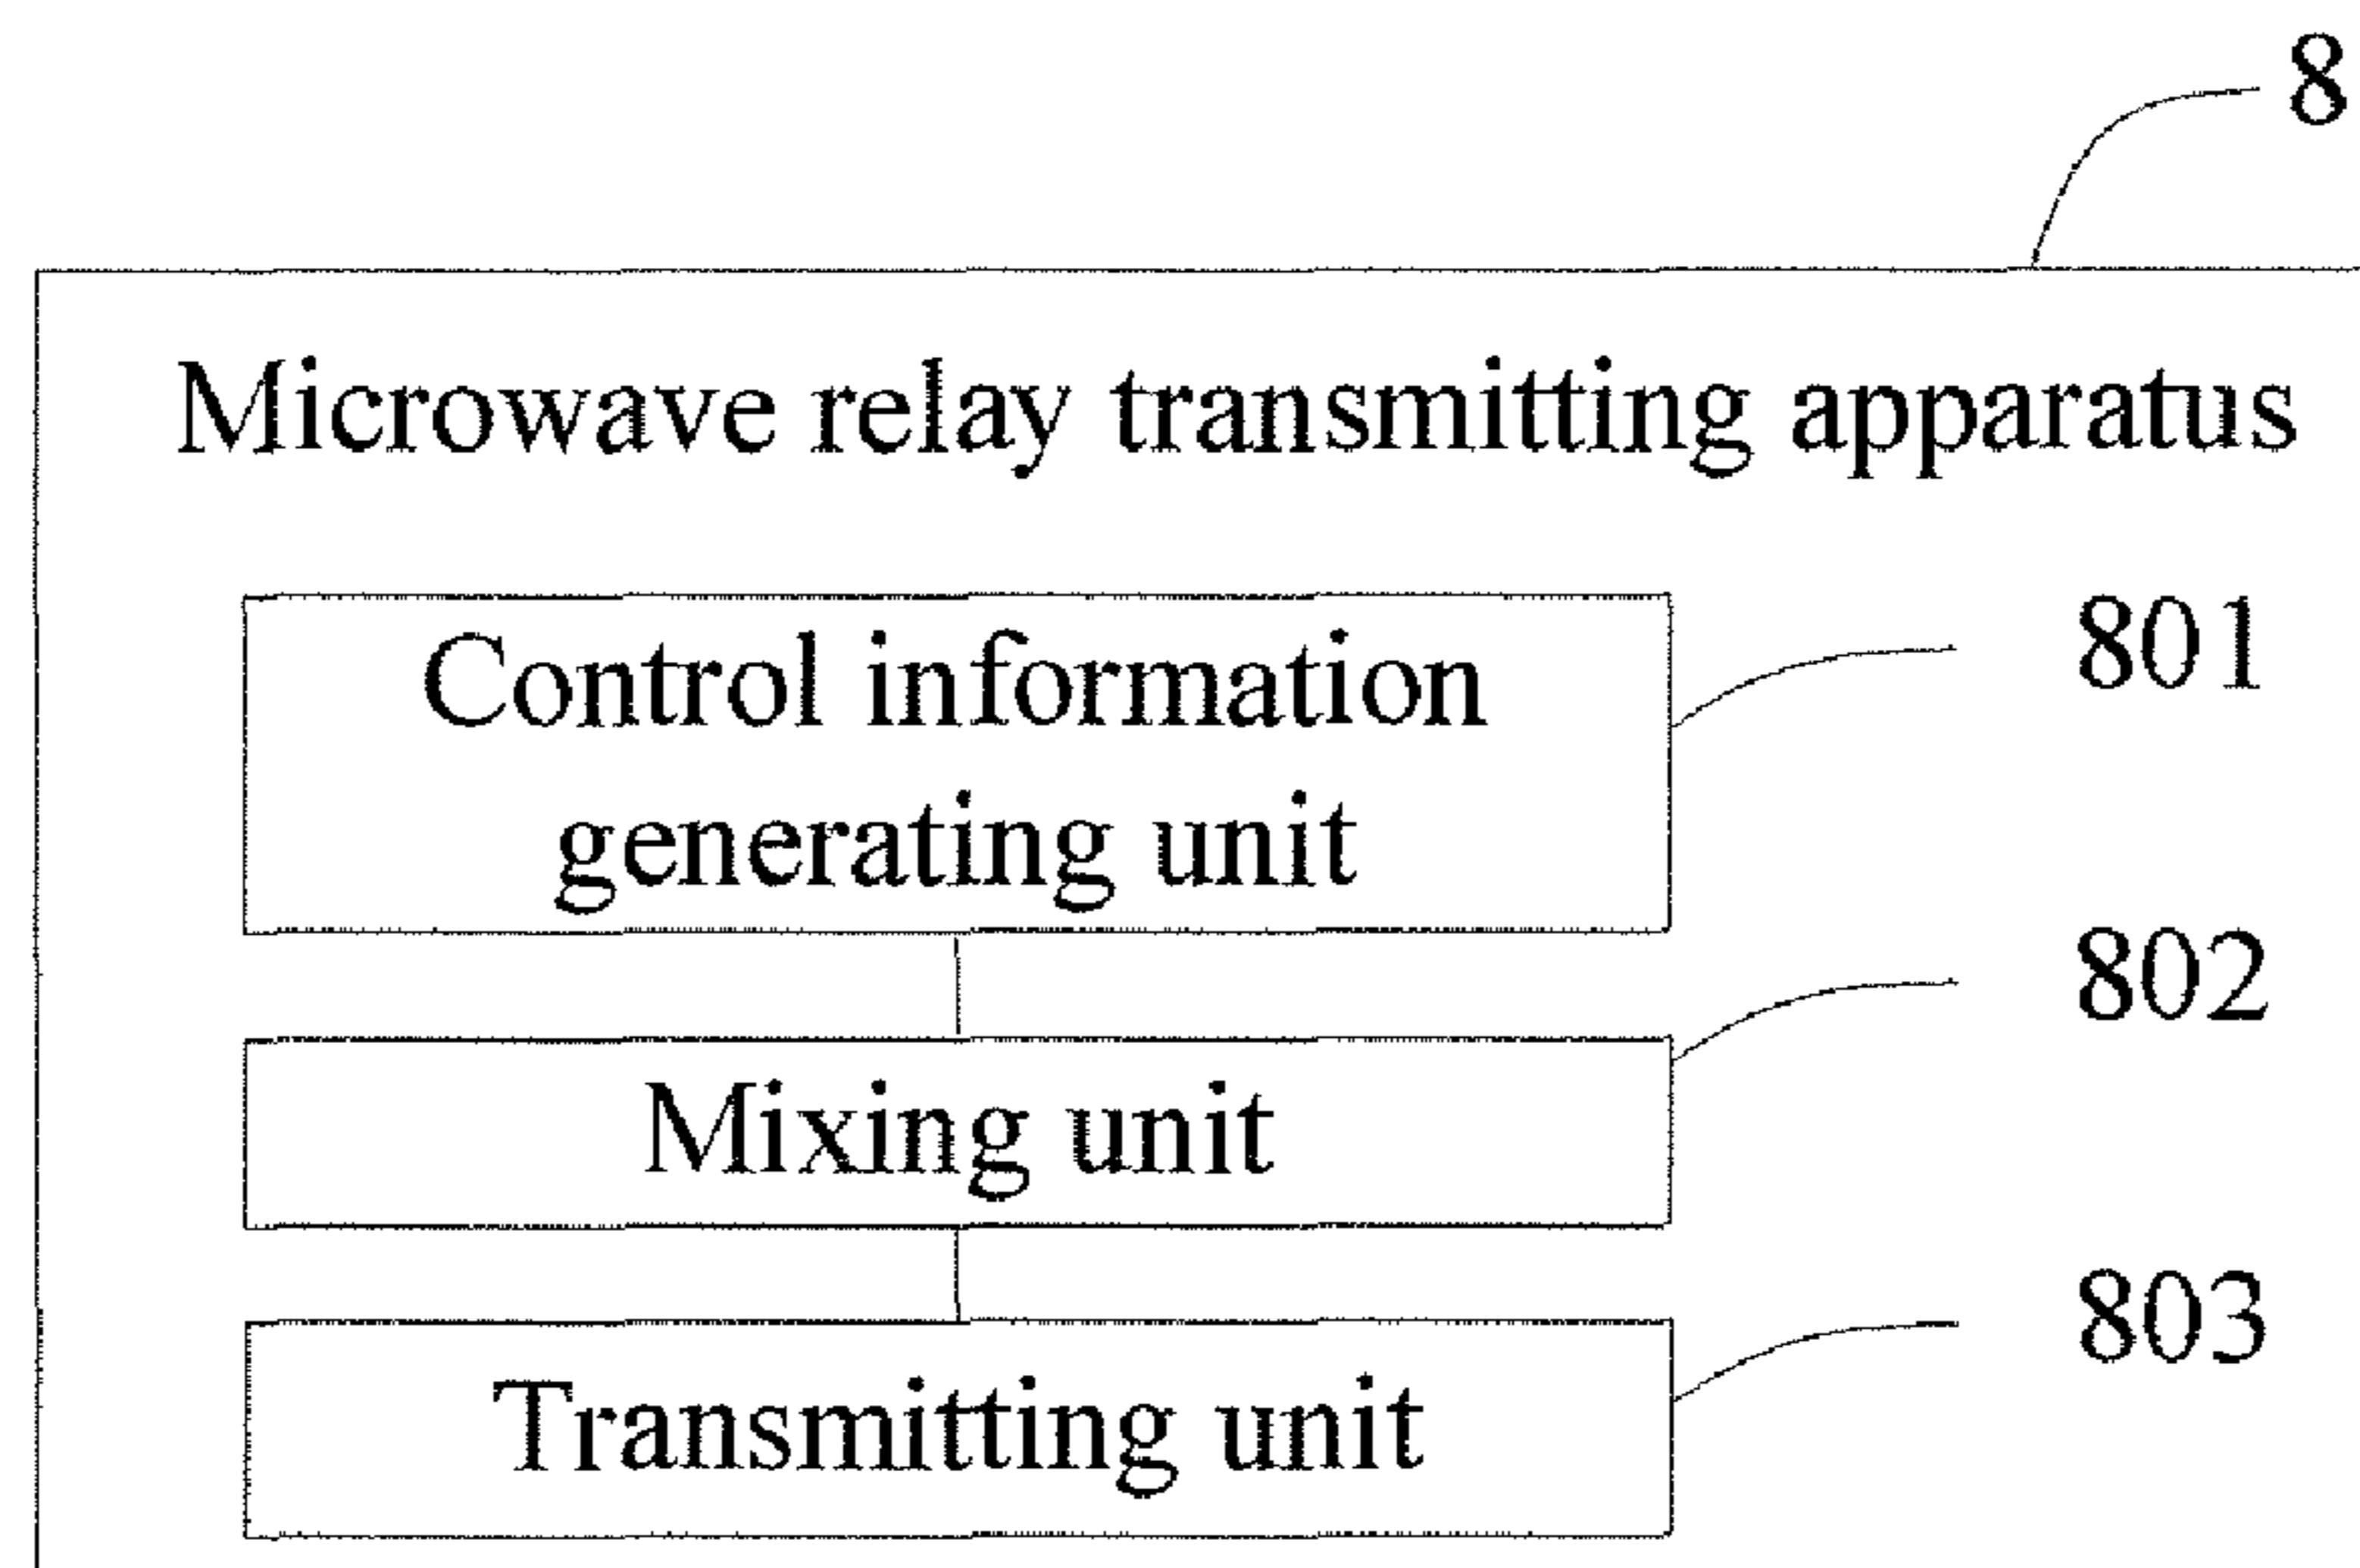 8
Microwave relay transmitting apparatus
Control information
generating unit
801
802
Mixing unit
803
Transmitting unit